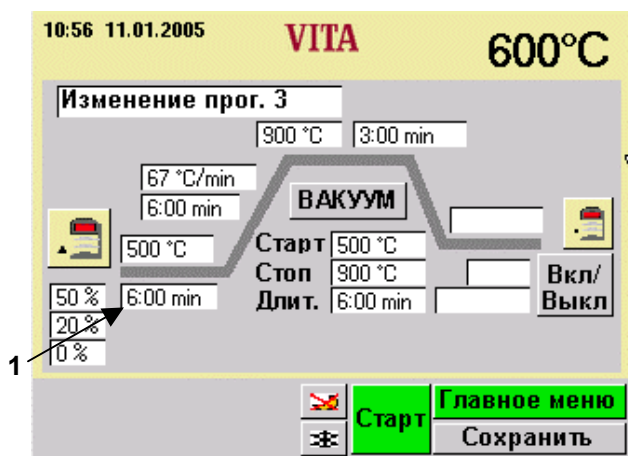 10:56 11.01.2005 VITA 600°C
Изменение прог. 3
900 °C 3:00 min
67 °C/min
6:00 min
ВАКУУМ
500 °C
Старт 500 °C
Стоп 900 °C
Длит. 6:00 min
Вкл/
Выкл
50 % 6:00 min
20 %
0 %
1
Старт
Главное меню
Сохранить